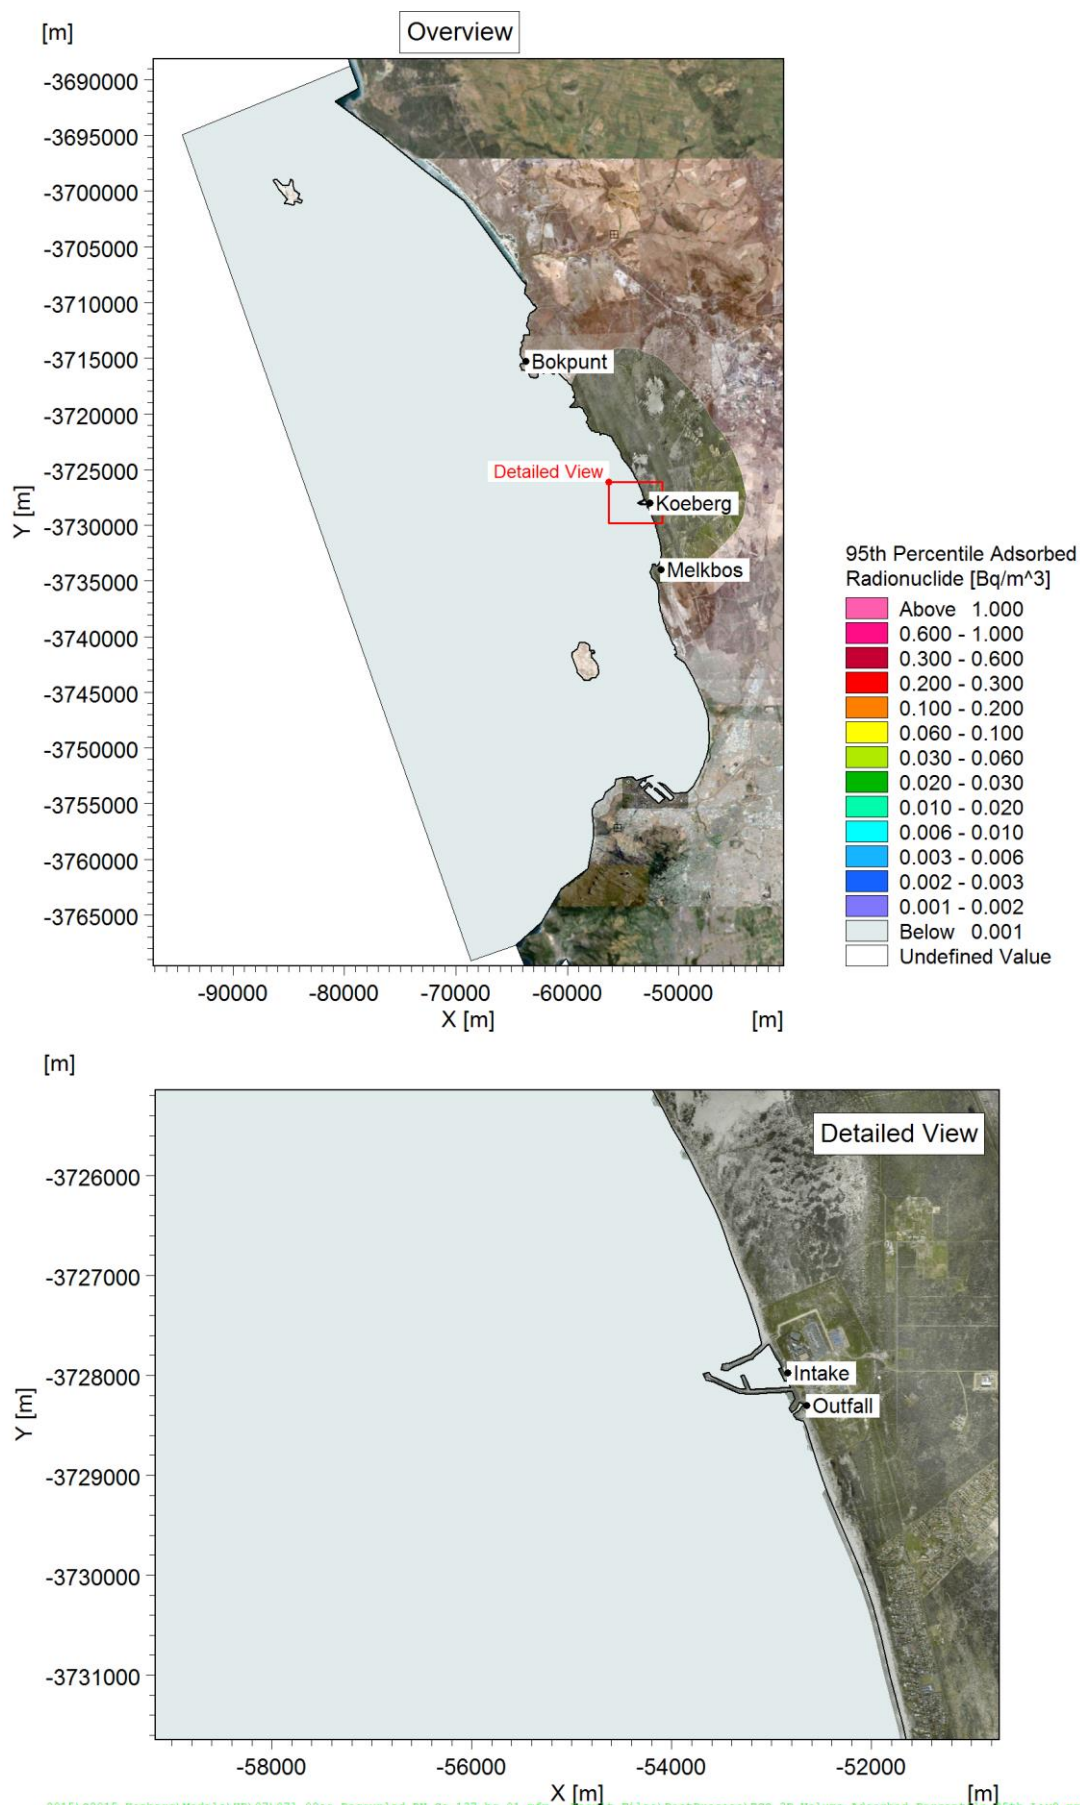 [m]
Overview
-3690000
-3695000
-3700000
-3705000
-3710000
-3715000
-3720000
-3725000
-3730000
-3735000
-3740000
-3745000
-3750000
-3755000
-3760000
-3765000
Y [m]
Bokpunt
Detailed View
Koeberg
Melkbos
-90000 -80000 -70000 -60000 -50000
X [m] [m]
95th Percentile Adsorbed
Radionuclide [Bq/m^3]
Above 1.000
0.600 - 1.000
0.300 - 0.600
0.200 - 0.300
0.100 - 0.200
0.060 - 0.100
0.030 - 0.060
0.020 - 0.030
0.010 - 0.020
0.006 - 0.010
0.003 - 0.006
0.002 - 0.003
0.001 - 0.002
Below 0.001
Undefined Value
[m]
Detailed View
-3726000
-3727000
-3728000
-3729000
-3730000
-3731000
Y [m]
Intake
Outfall
-58000 -56000 -54000 -52000
X [m] [m]